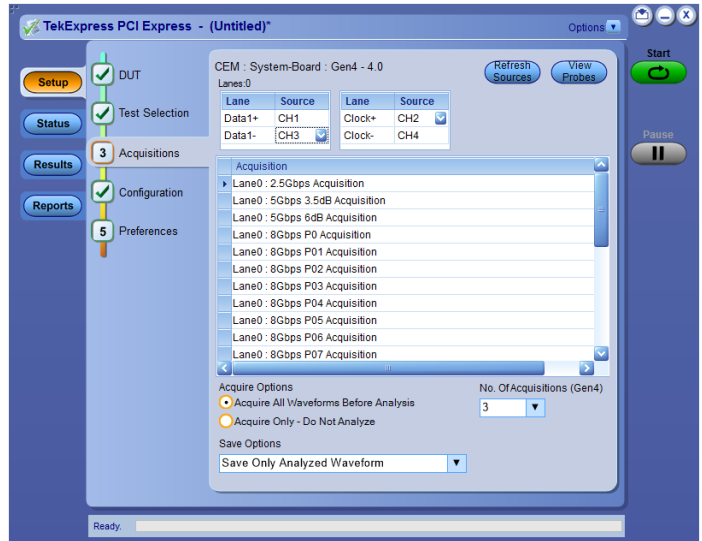 TekExpress PCI Express - (Untitled)*
Options
Start
Pause
Setup
Status
Results
Reports
DUT
Test Selection
3 Acquisitions
Configuration
5 Preferences
CEM : System-Board : Gen4 - 4.0
Lanes:0
Refresh Sources
View Probes
Lane Source Lane Source
Data1+ CH1 Clock+ CH2
Data1- CH3 Clock- CH4
Acquisition
Lane0 : 2.5Gbps Acquisition
Lane0 : 5Gbps 3.5dB Acquisition
Lane0 : 5Gbps 6dB Acquisition
Lane0 : 8Gbps P0 Acquisition
Lane0 : 8Gbps P01 Acquisition
Lane0 : 8Gbps P02 Acquisition
Lane0 : 8Gbps P03 Acquisition
Lane0 : 8Gbps P04 Acquisition
Lane0 : 8Gbps P05 Acquisition
Lane0 : 8Gbps P06 Acquisition
Lane0 : 8Gbps P07 Acquisition
Acquire Options
Acquire All Waveforms Before Analysis
Acquire Only - Do Not Analyze
No. Of Acquisitions (Gen4)
3
Save Options
Save Only Analyzed Waveform
Ready.